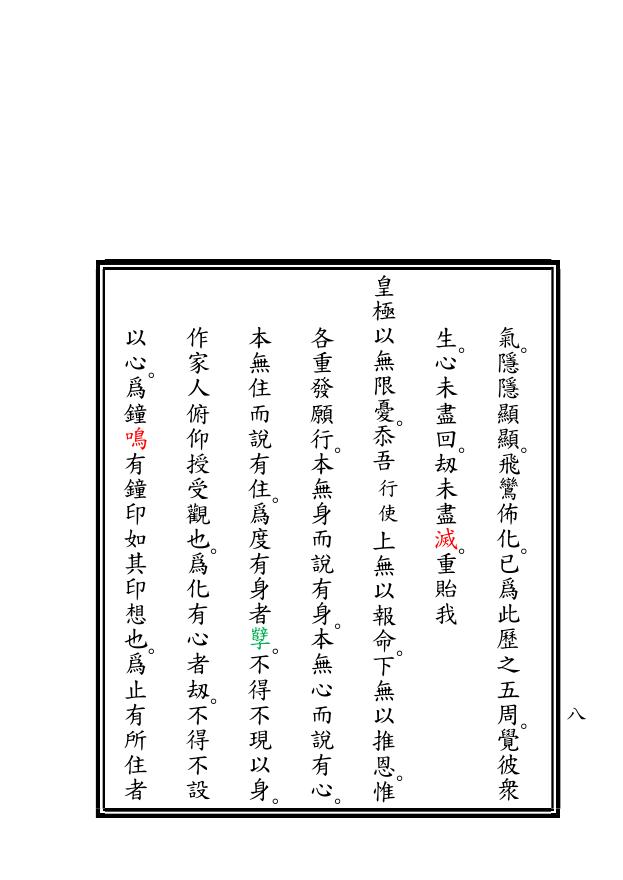 氣。隱隱顯顯。飛鸞佈化。已爲此歷之五周。覺彼衆
生。心未盡回。刼未盡滅。重貽我
皇極以無限憂。忝吾行使上無以報命。下無以推恩。惟
各重發願行。本無身而說有身。本無心而說有心。
本無住而說有住。爲度有身者孽。不得不現以身。
作家人俯仰授受觀也。爲化有心者刼。不得不設
以心。爲鐘鳴有鐘印如其印想也。爲止有所住者
八